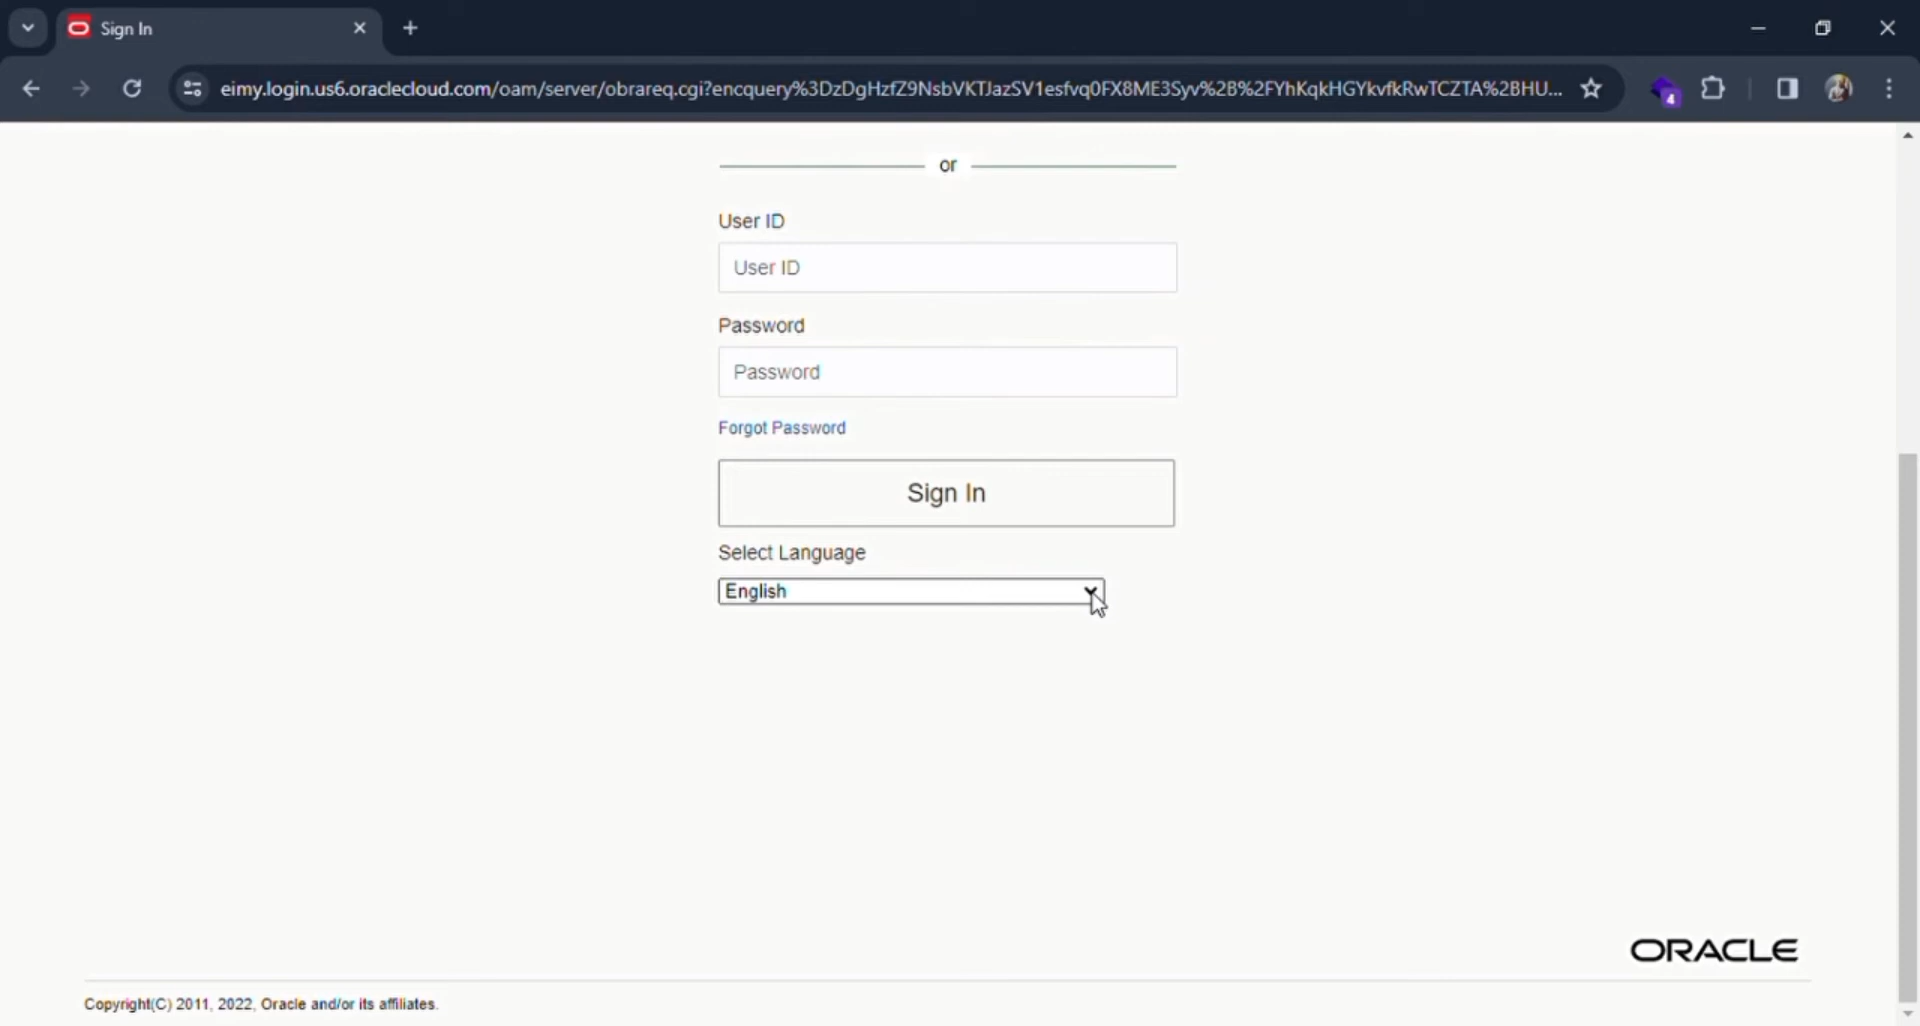 Sign In
eimy.login.us6.oraclecloud.com/oam/server/obrareq.cgi?encquery%3DzDgHzfZ9NsbVKTJazSV1esfvq0FX8ME3Syv%2B%2FYhKqkHGYkvfkRwTCZTA%2BHU...
4
or
User ID
User ID
Password
Password
Forgot Password
Sign In
Select Language
English
ORACLE
Copyright(C) 2011, 2022, Oracle and/or its affiliates.